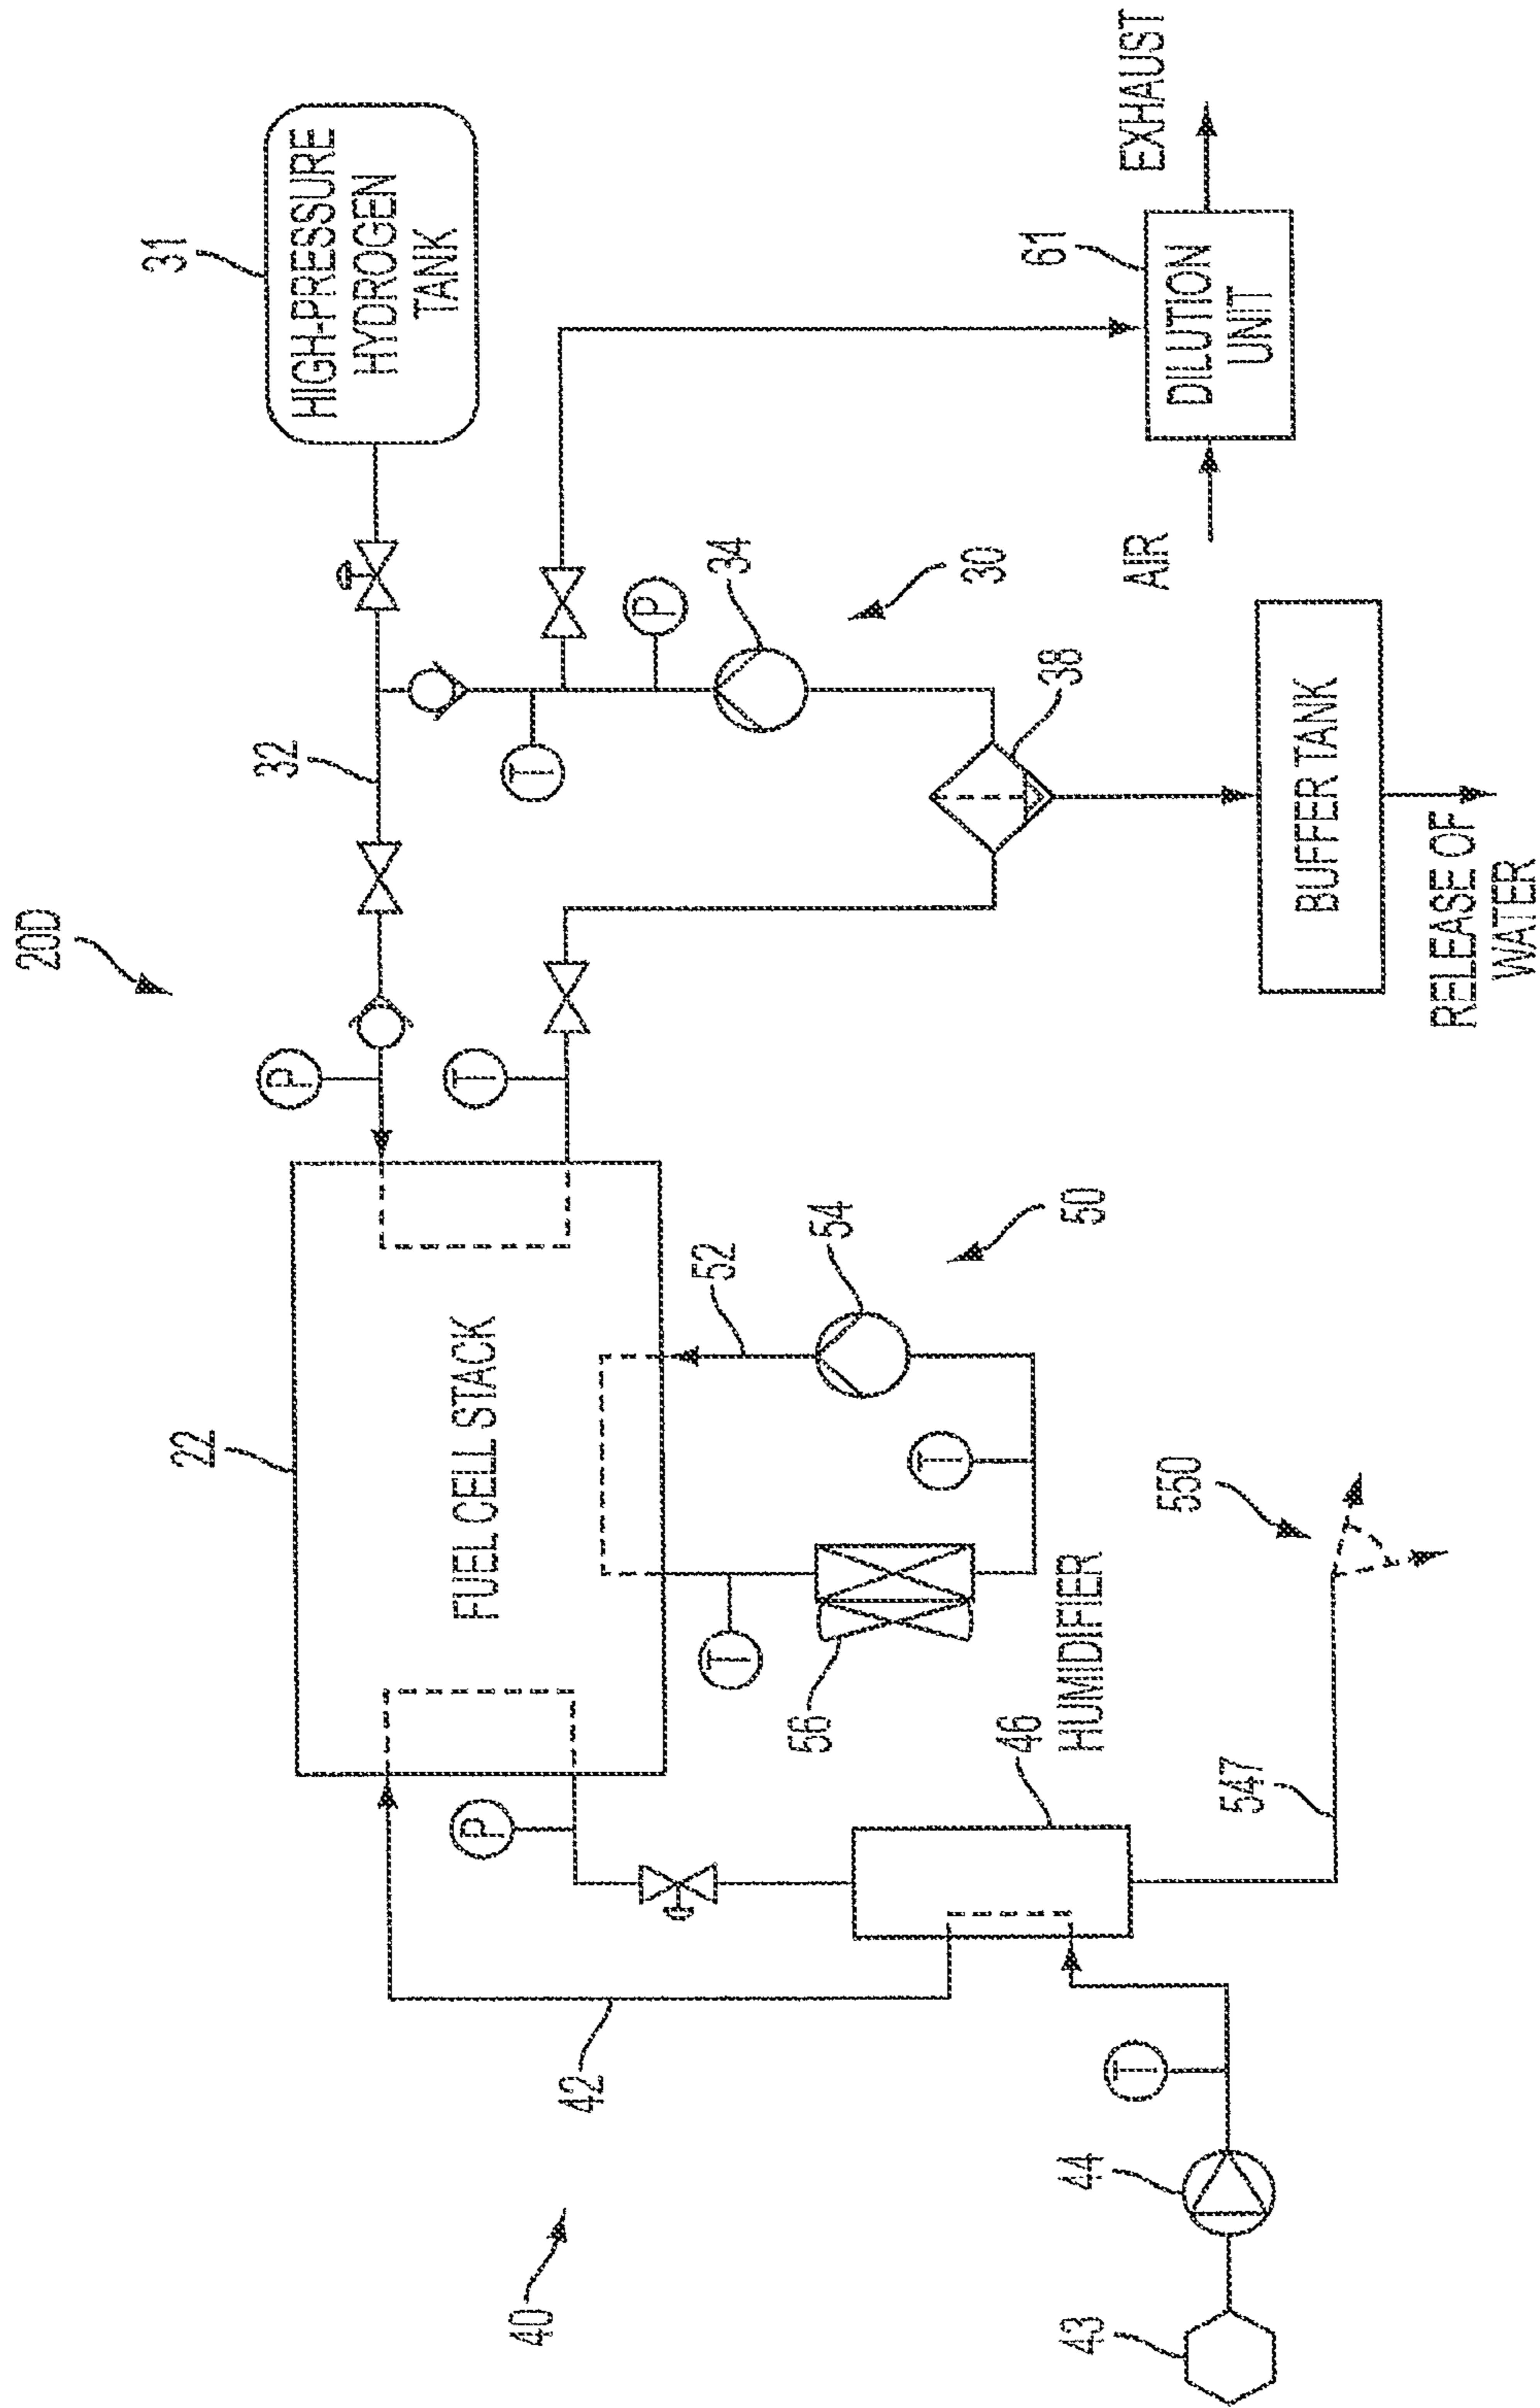 20D
31
HIGH-PRESSURE
HYDROGEN
TANK
32
P
T
T
P
34
30
38
61
DILUTION
UNIT
EXHAUST
AIR
BUFFER TANK
RELEASE OF
WATER
22
FUEL CELL STACK
52
54
50
T
T
56
P
46
HUMIDIFIER
550
547
42
40
T
44
43